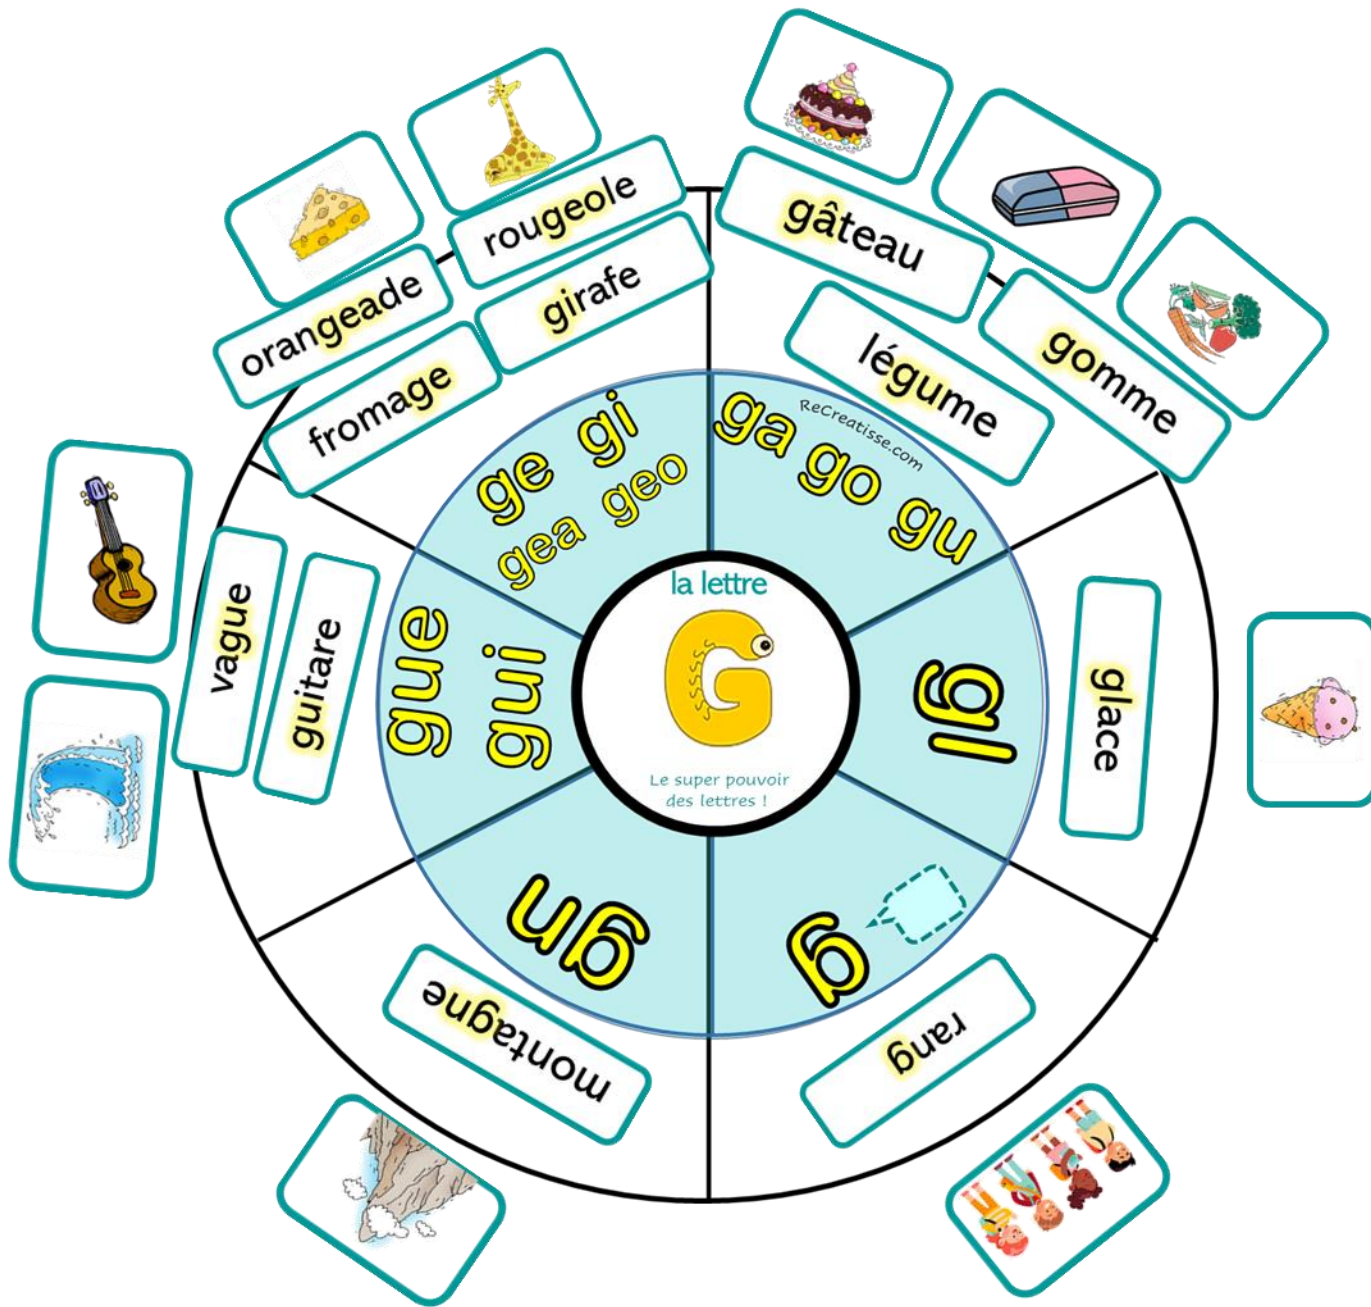 la lettre
G
Le super pouvoir
des lettres !
ga go gu
ReCreatisse.com
gâteau
légume
gomme
gl
glace
g
rang
gn
montagne
gue
gui
vague
guitare
ge gi
gea geo
orangeade
rougeole
fromage
girafe